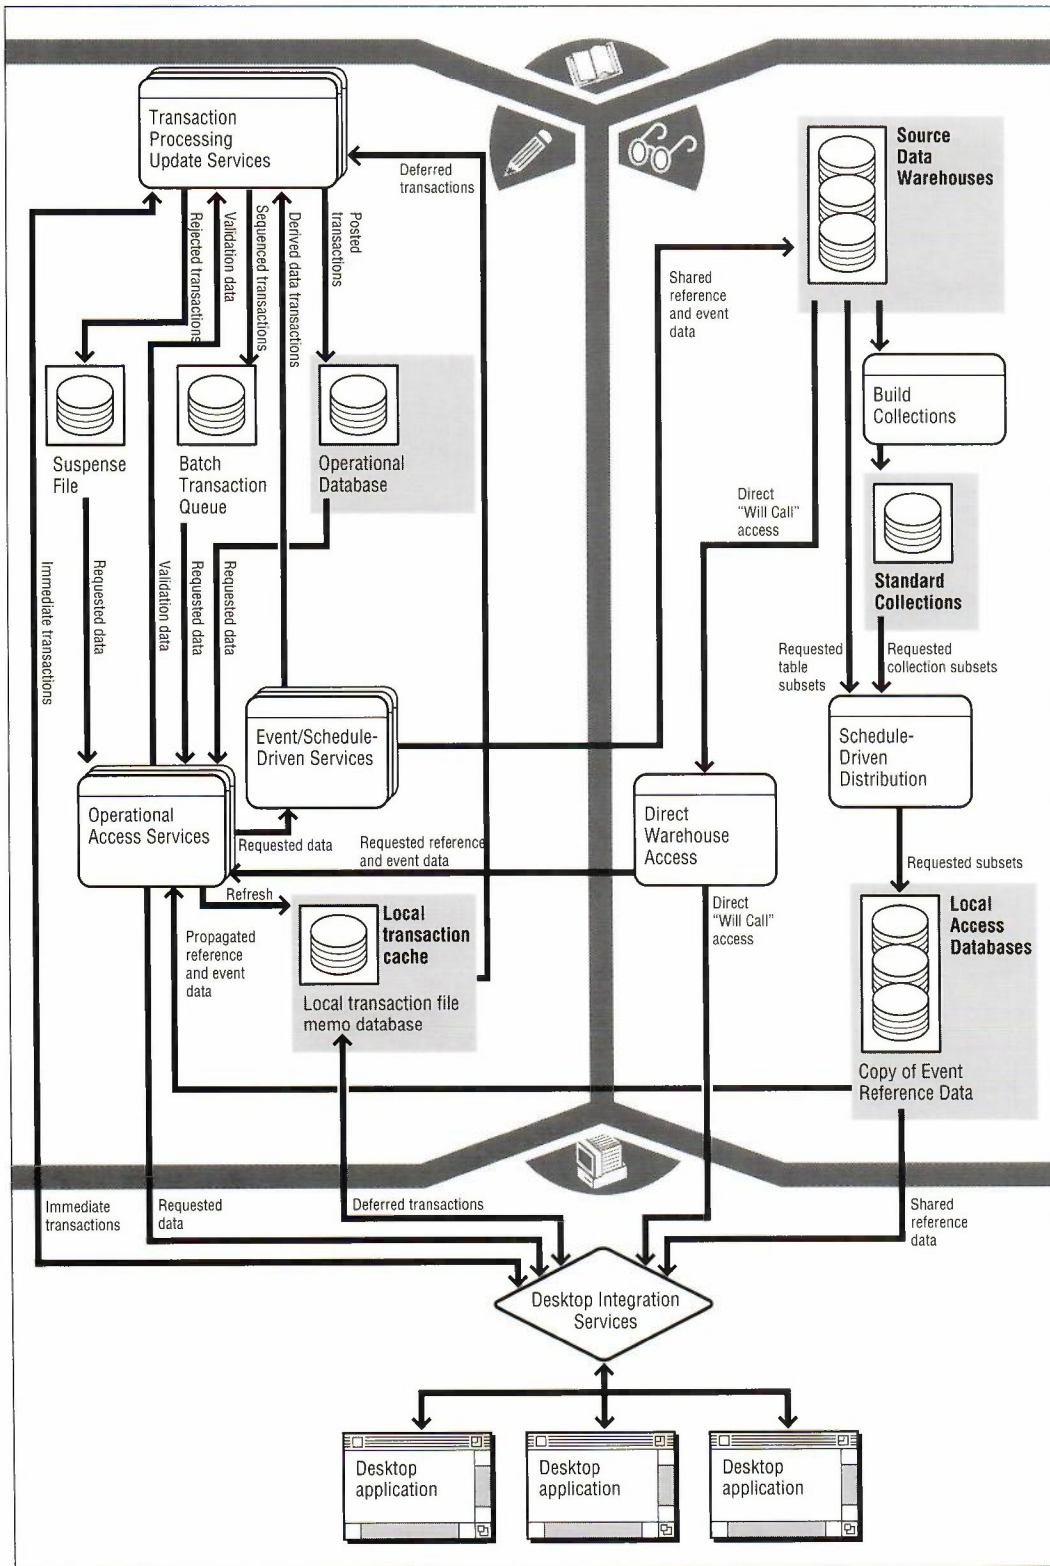 Transaction
Processing
Update Services
Deferred
transactions
Source
Data
Warehouses
Rejected transactions
Validation data
Sequenced transactions
Derived data transactions
Posted
transactions
Shared
reference
and event
data
Build
Collections
Suspense
File
Batch
Transaction
Queue
Operational
Database
Direct
"Will Call"
access
Standard
Collections
Immediate transactions
Requested data
Validation data
Requested data
Requested data
Requested
table
subsets
Requested
collection subsets
Event/Schedule-
Driven Services
Schedule-
Driven
Distribution
Operational
Access Services
Direct
Warehouse
Access
Requested data
Requested reference
and event data
Requested subsets
Refresh
Local
transaction
cache
Direct
"Will Call"
access
Local
Access
Databases
Propagated
reference
and event
data
Local transaction file
memo database
Copy of Event
Reference Data
Immediate
transactions
Requested
data
Deferred transactions
Shared
reference
data
Desktop Integration
Services
Desktop
application
Desktop
application
Desktop
application